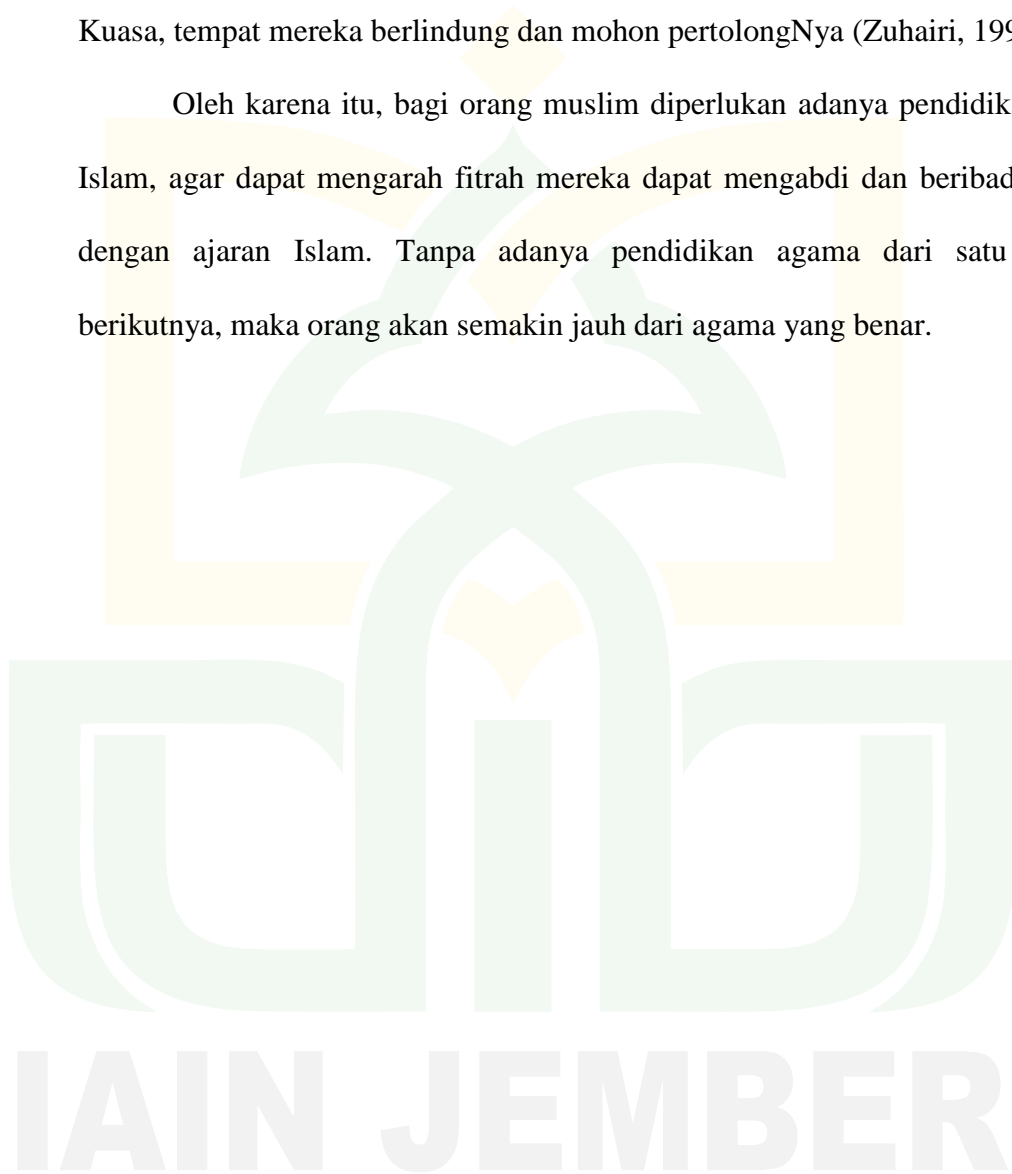 Kuasa, tempat mereka berlindung dan mohon pertolongNya (Zuhairi, 199
Oleh karena itu, bagi orang muslim diperlukan adanya pendidik
Islam, agar dapat mengarah fitrah mereka dapat mengabdi dan beribad
dengan ajaran Islam. Tanpa adanya pendidikan agama dari satu
berikutnya, maka orang akan semakin jauh dari agama yang benar.
IAIN JEMBER